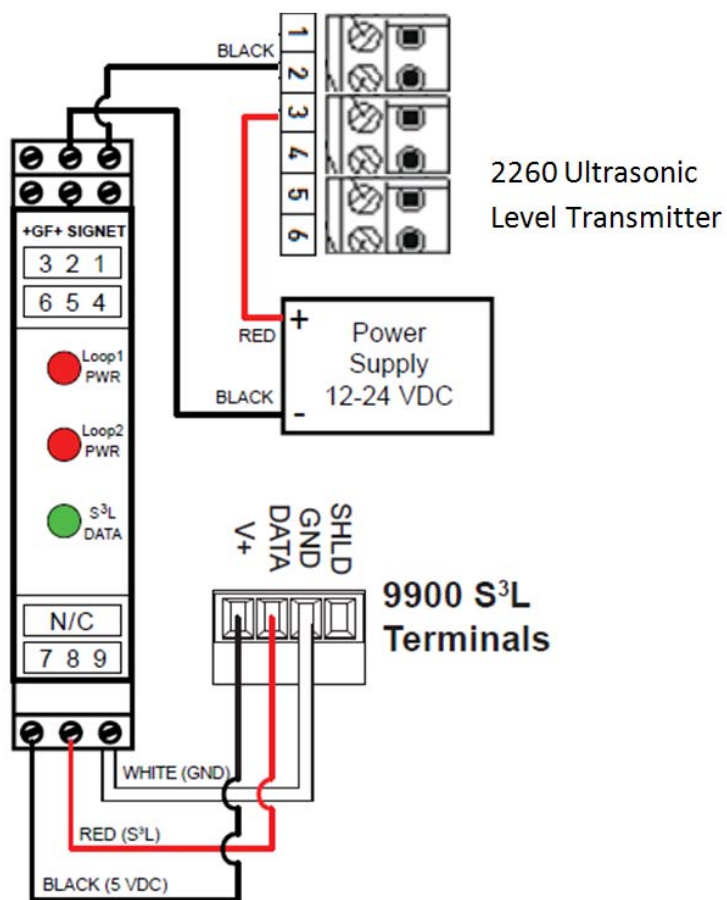 BLACK
1
2
3
4
5
6
2260 Ultrasonic
Level Transmitter
+GF+ SIGNET
3 2 1
6 5 4
Loop1
PWR
Loop2
PWR
S³L
DATA
N/C
7 8 9
RED
BLACK
+
Power
Supply
12-24 VDC
-
V+
DATA
GND
SHLD
9900 S³L
Terminals
WHITE (GND)
RED (S³L)
BLACK (5 VDC)